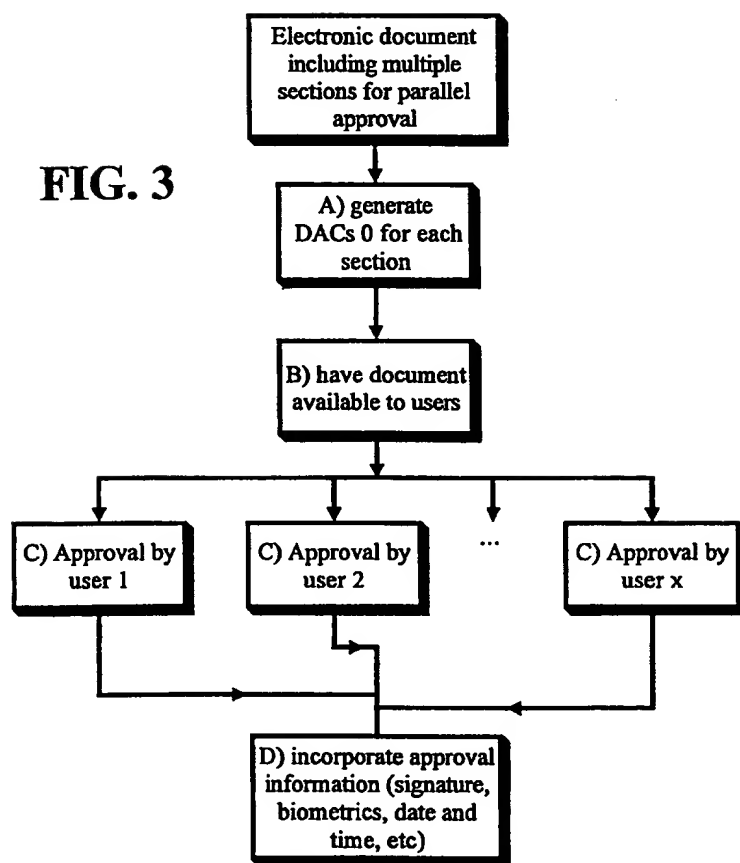 Electronic document
including multiple
sections for parallel
approval
FIG. 3
A) generate
DACs 0 for each
section
B) have document
available to users
C) Approval by
user 1
C) Approval by
user 2
...
C) Approval by
user x
D) incorporate approval
information (signature,
biometrics, date and
time, etc)